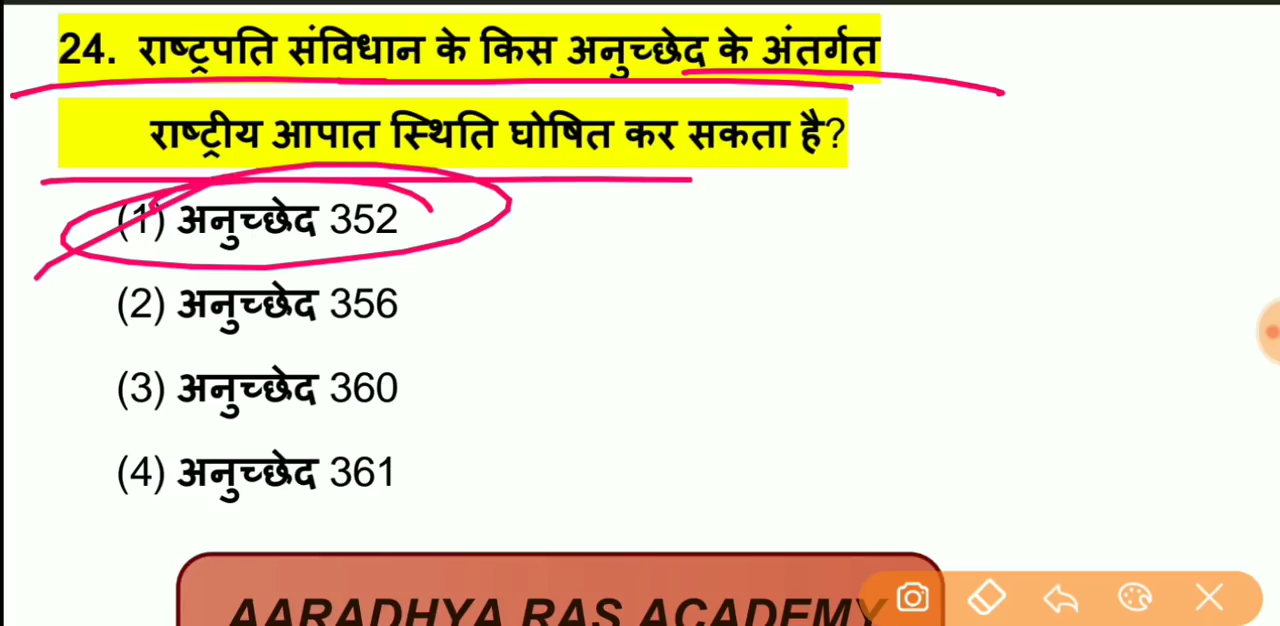 24. राष्ट्रपति संविधान के किस अनुच्छेद के अंतर्गत
राष्ट्रीय आपात स्थिति घोषित कर सकता है?
(1) अनुच्छेद 352
(2) अनुच्छेद 356
(3) अनुच्छेद 360
(4) अनुच्छेद 361
AARADHYA RAS ACADEMY